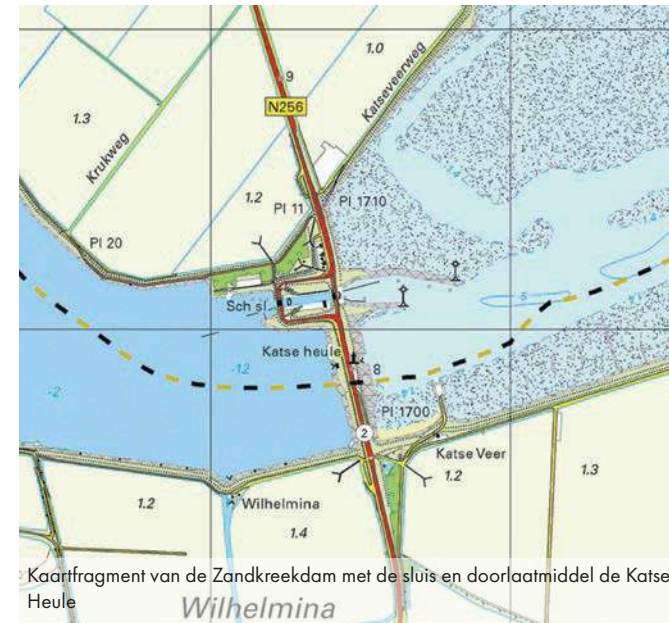 1.0
9
N256
Katseveerweg
1.3
Krukweg
1.2
Pl 11
Pl 1710
Pl 20
Sch sl.
5
Katse heule
8
-12
-2
Pl 1700
2
Katse Veer
1.2
1.3
1.2
Wilhelmina
1.4
Kaartfragment van de Zandkreekdam met de sluis en doorlaatmiddel de Katse
Heule
Wilhelmina